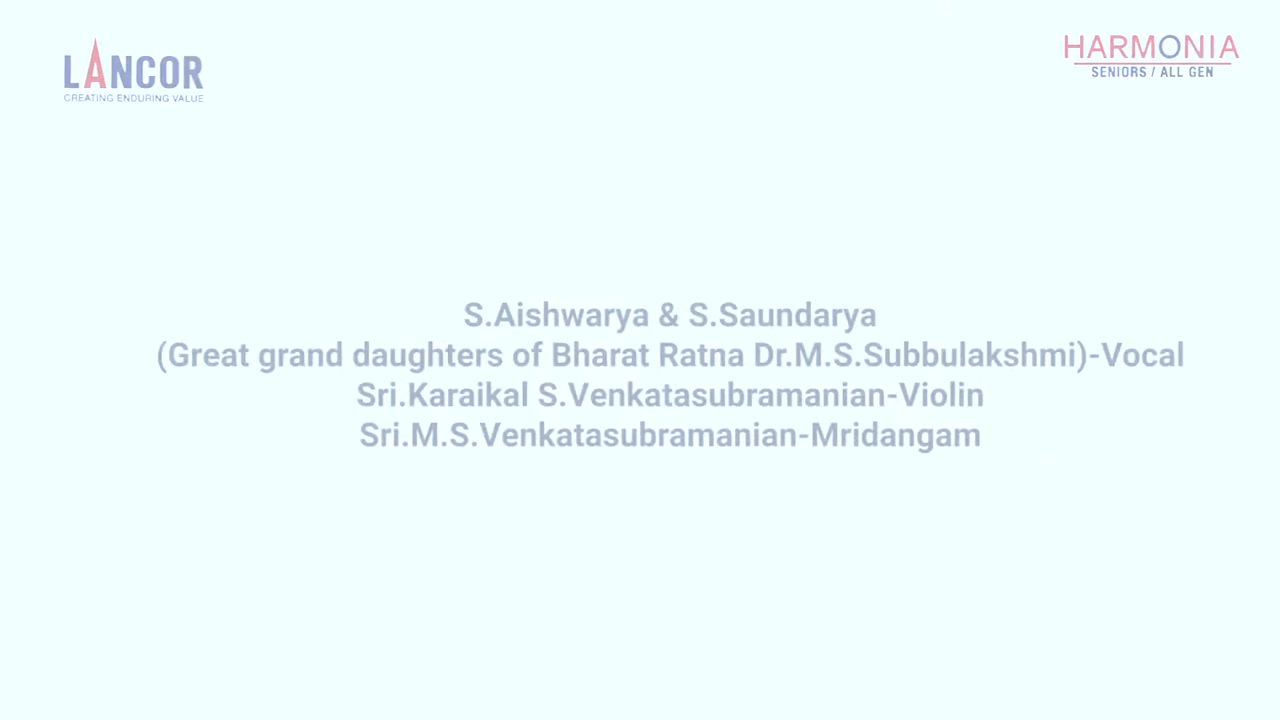 LANCOR
CREATING ENDURING VALUE
HARMONIA
SENIORS / ALL GEN
S.Aishwarya & S.Saundarya
(Great grand daughters of Bharat Ratna Dr.M.S.Subbulakshmi)-Vocal
Sri.Karaikal S.Venkatasubramanian-Violin
Sri.M.S.Venkatasubramanian-Mridangam